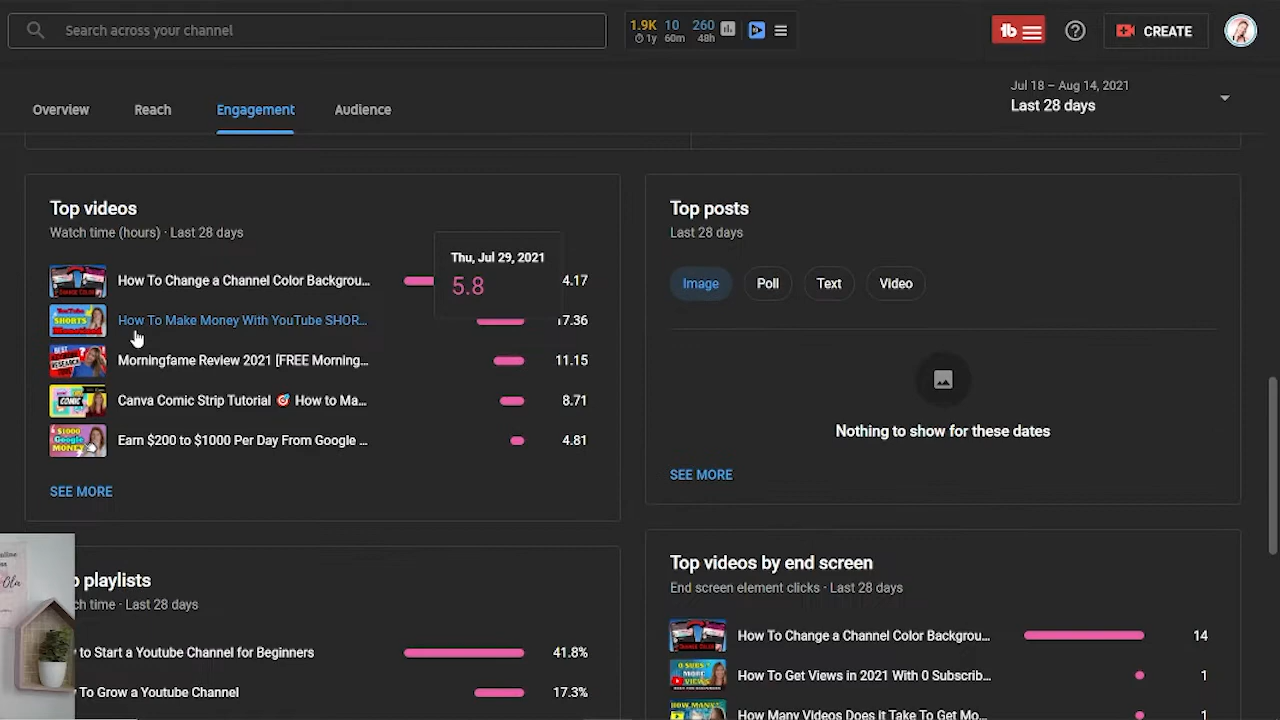 Search across your channel
1.9K 10 260
1y 60m 48h
tb
CREATE
Overview Reach Engagement Audience
Jul 18 – Aug 14, 2021
Last 28 days
Top videos
Watch time (hours) · Last 28 days
Thu, Jul 29, 2021
5.8
How To Change a Channel Color Backgrou... 4.17
How To Make Money With YouTube SHOR... 17.36
Morningfame Review 2021 [FREE Morning... 11.15
Canva Comic Strip Tutorial 🎯 How to Ma... 8.71
Earn $200 to $1000 Per Day From Google ... 4.81
SEE MORE
Top posts
Last 28 days
Image Poll Text Video
Nothing to show for these dates
SEE MORE
p playlists
ch time · Last 28 days
to Start a Youtube Channel for Beginners 41.8%
To Grow a Youtube Channel 17.3%
Top videos by end screen
End screen element clicks · Last 28 days
How To Change a Channel Color Backgrou... 14
How To Get Views in 2021 With 0 Subscrib... 1
How Many Videos Does it Take To Get Mo... 1